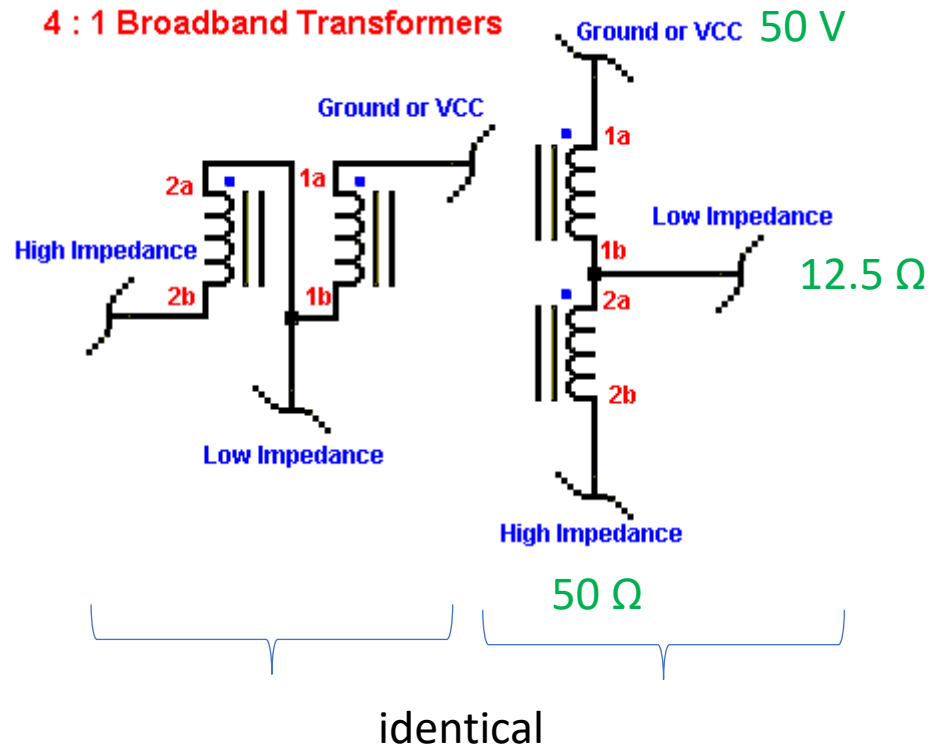 4 : 1 Broadband Transformers
Ground or VCC 50 V
Ground or VCC
1a
2a
1a
Low Impedance
High Impedance
1b
12.5 Ω
2b
1b
2a
2b
Low Impedance
High Impedance
50 Ω
identical